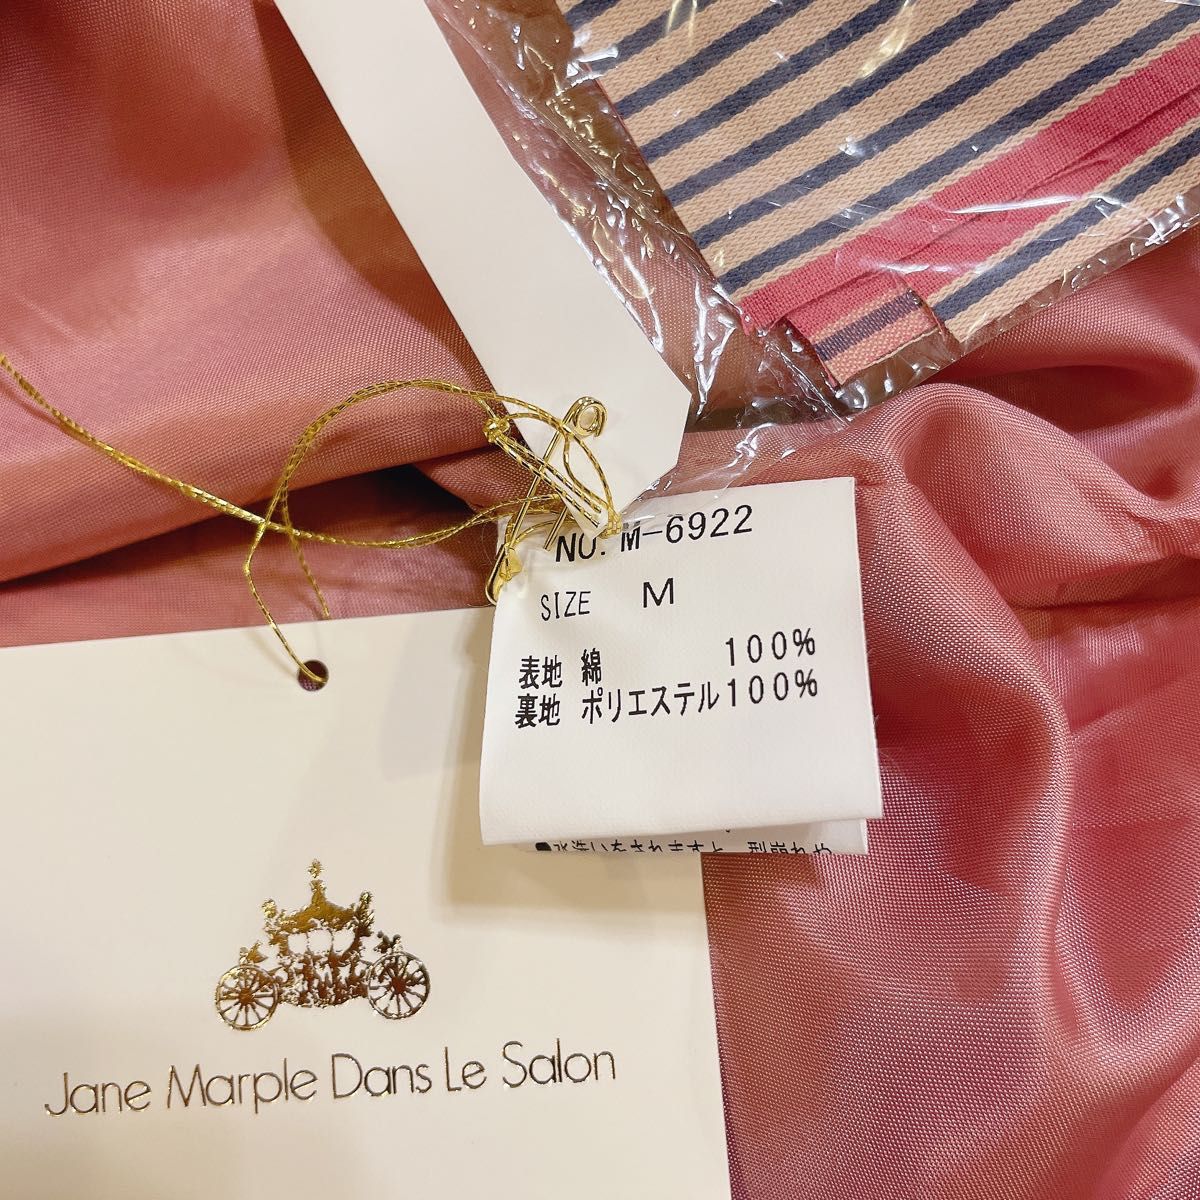 NO. M-6922
SIZE M
表地 綿 100%
裏地 ポリエステル100%
Jane Marple Dans Le Salon